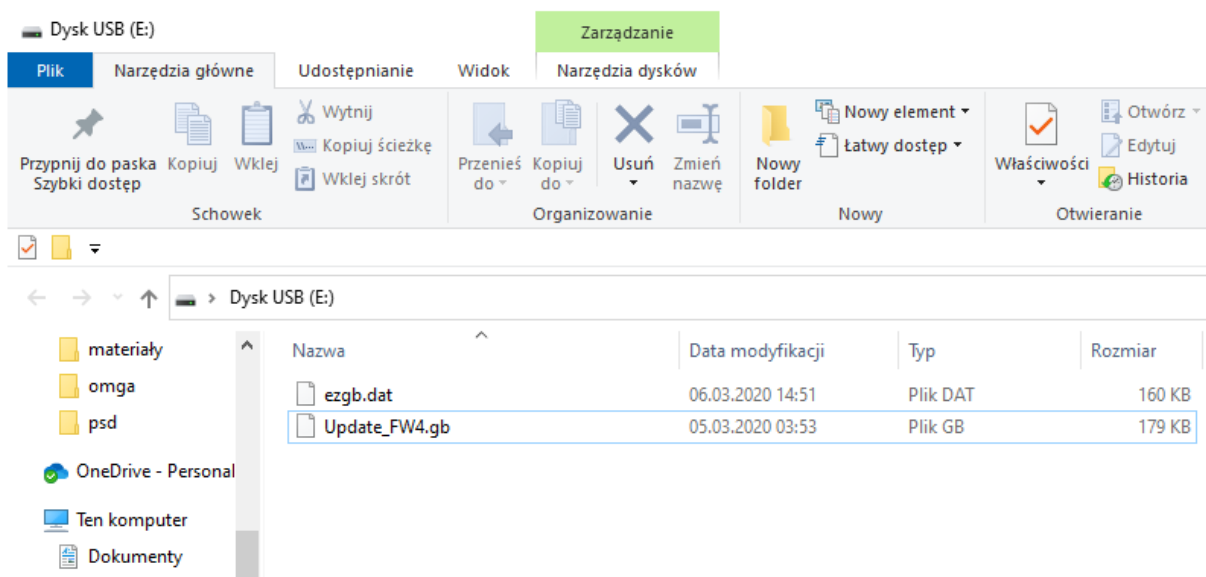 Dysk USB (E:)
Zarządzanie
Plik Narzędzia główne Udostępnianie Widok Narzędzia dysków
Przypnij do paska Szybki dostęp
Kopiuj
Wklej
Wytnij
Kopiuj ścieżkę
Wklej skrót
Schowek
Przenieś do
Kopiuj do
Usuń
Zmień nazwę
Organizowanie
Nowy folder
Nowy element
Łatwy dostęp
Nowy
Właściwości
Otwórz
Edytuj
Historia
Otwieranie
Dysk USB (E:)
materiały
omga
psd
OneDrive - Personal
Ten komputer
Dokumenty
Nazwa Data modyfikacji Typ Rozmiar
ezgb.dat 06.03.2020 14:51 Plik DAT 160 KB
Update_FW4.gb 05.03.2020 03:53 Plik GB 179 KB